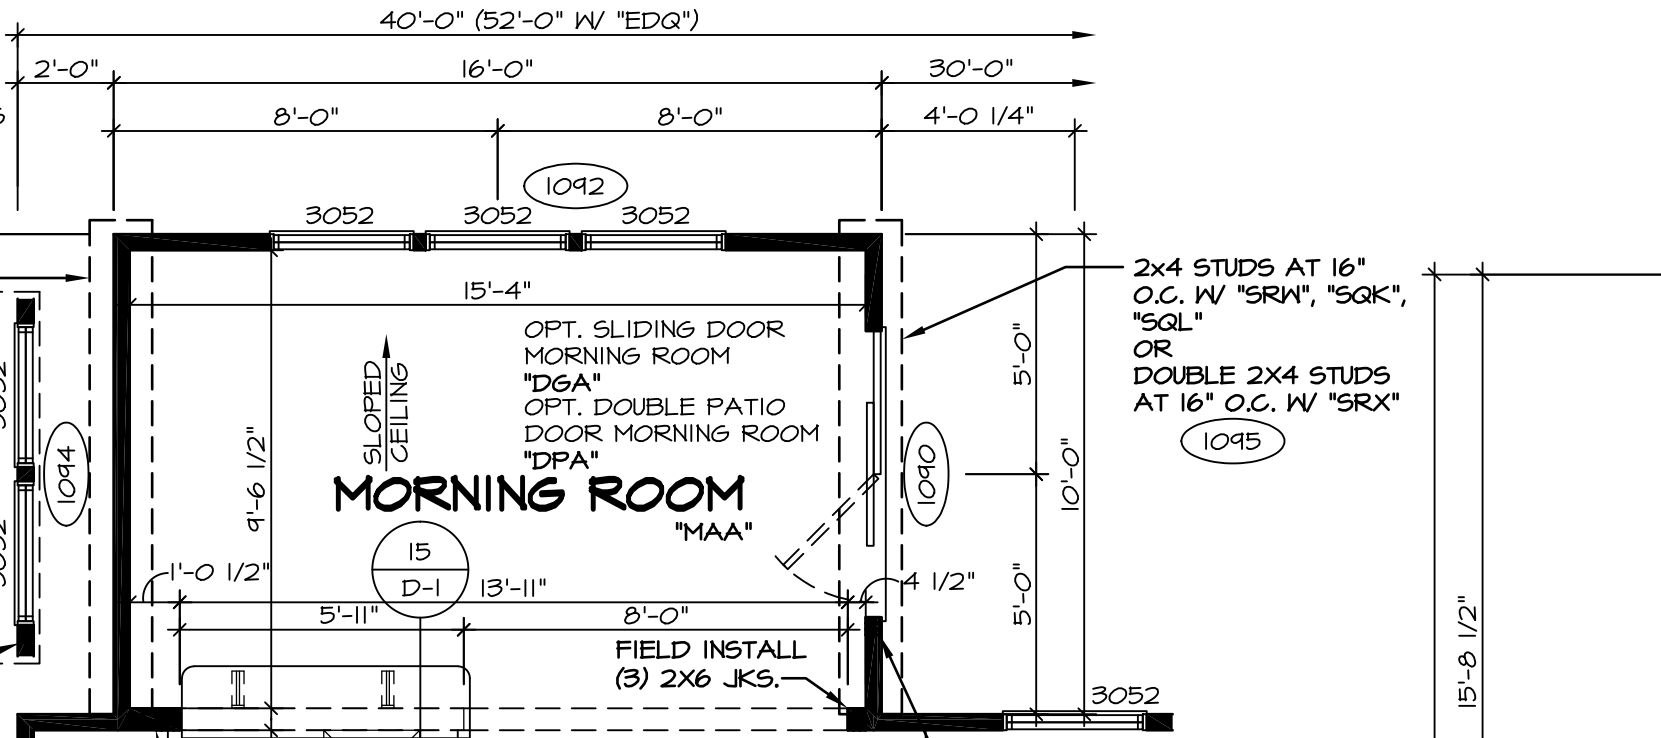 40'-0" (52'-0" W/ "EDQ")
2'-0"
16'-0"
30'-0"
8'-0"
8'-0"
4'-0 1/4"
1092
3052
3052
3052
2x4 STUDS AT 16"
O.C. W/ "SRW", "SQK",
"SQL"
OR
DOUBLE 2X4 STUDS
AT 16" O.C. W/ "SRX"
1095
15'-4"
OPT. SLIDING DOOR
MORNING ROOM
"DGA"
OPT. DOUBLE PATIO
DOOR MORNING ROOM
"DPA"
SLOPED
CEILING
MORNING ROOM
"MAA"
3052
1094
9'-6 1/2"
1090
5'-0"
10'-0"
15
D-1
1'-0 1/2"
13'-11"
4 1/2"
5'-11"
8'-0"
3052
5'-0"
15'-8 1/2"
FIELD INSTALL
(3) 2X6 JKS.
3052